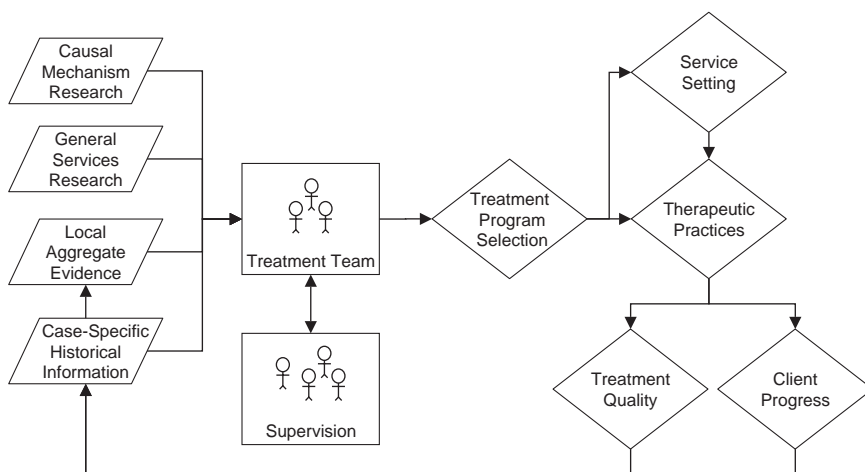 Causal
Mechanism
Research
General
Services
Research
Local
Aggregate
Evidence
Case-Specific
Historical
Information
Treatment Team
Supervision
Treatment
Program
Selection
Service
Setting
Therapeutic
Practices
Treatment
Quality
Client
Progress